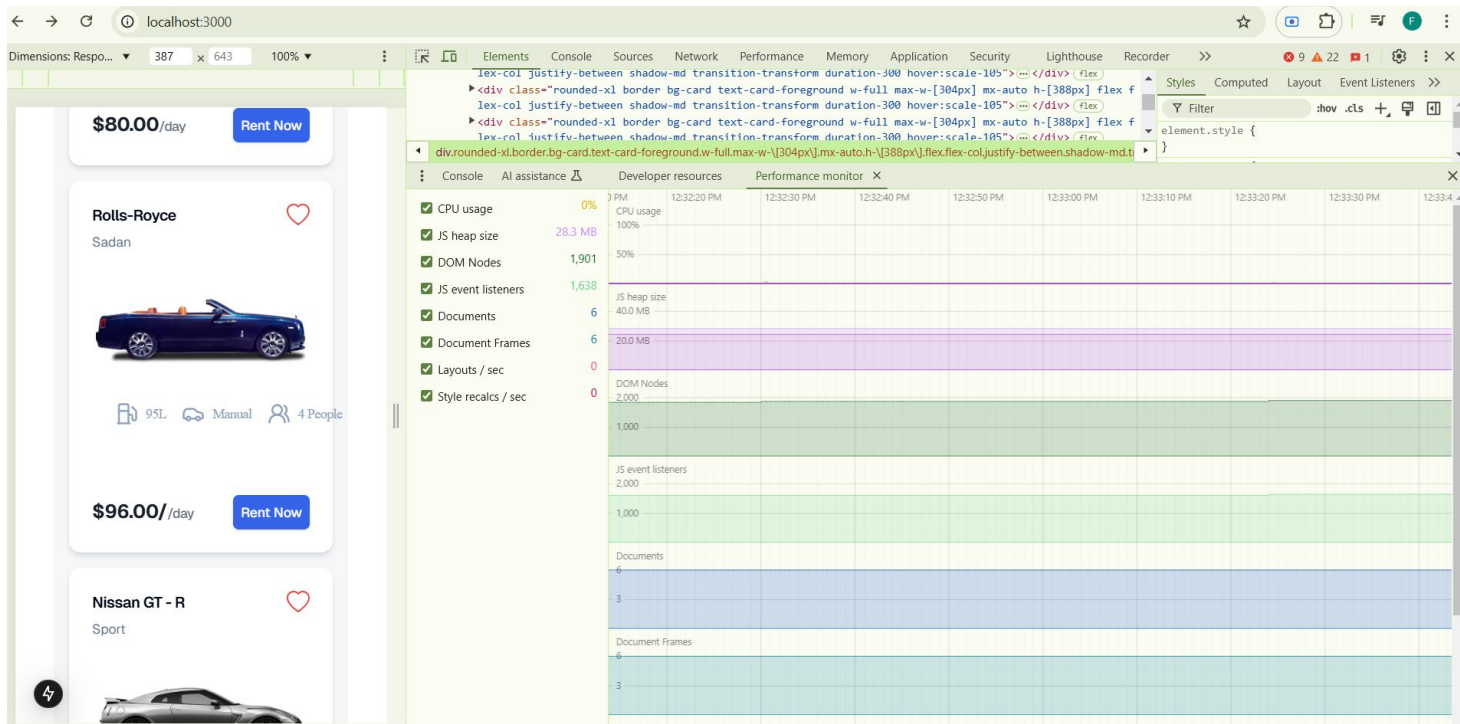 localhost:3000
F
Dimensions: Respo... ▼ 387 x 643 100% ▼
Elements Console Sources Network Performance Memory Application Security Lighthouse Recorder >> 9 22 1
lex-col justify-between shadow-md transition-transform duration-300 hover:scale-105"> ⋯ </div> flex
<div class="rounded-xl border bg-card text-card-foreground w-full max-w-[304px] mx-auto h-[388px] flex f
lex-col justify-between shadow-md transition-transform duration-300 hover:scale-105"> ⋯ </div> flex
<div class="rounded-xl border bg-card text-card-foreground w-full max-w-[304px] mx-auto h-[388px] flex f
lex-col justify-between shadow-md transition-transform duration-300 hover:scale-105"> ⋯ </div> flex
div.rounded-xl.border.bg-card.text-card-foreground.w-full.max-w-\[304px\].mx-auto.h-\[388px\].flex.flex-col.justify-between.shadow-md.t
Styles Computed Layout Event Listeners >>
Filter :hov .cls
element.style {
}
Console AI assistance Developer resources Performance monitor
CPU usage 0%
JS heap size 28.3 MB
DOM Nodes 1,901
JS event listeners 1,638
Documents 6
Document Frames 6
Layouts / sec 0
Style recalcs / sec 0
PM 12:32:20 PM 12:32:30 PM 12:32:40 PM 12:32:50 PM 12:33:00 PM 12:33:10 PM 12:33:20 PM 12:33:30 PM 12:33:4
CPU usage
100%
50%
JS heap size
40.0 MB
20.0 MB
DOM Nodes
2,000
1,000
JS event listeners
2,000
1,000
Documents
6
3
Document Frames
6
3
$80.00/day Rent Now
Rolls-Royce
Sadan
95L Manual 4 People
$96.00/ /day Rent Now
Nissan GT - R
Sport